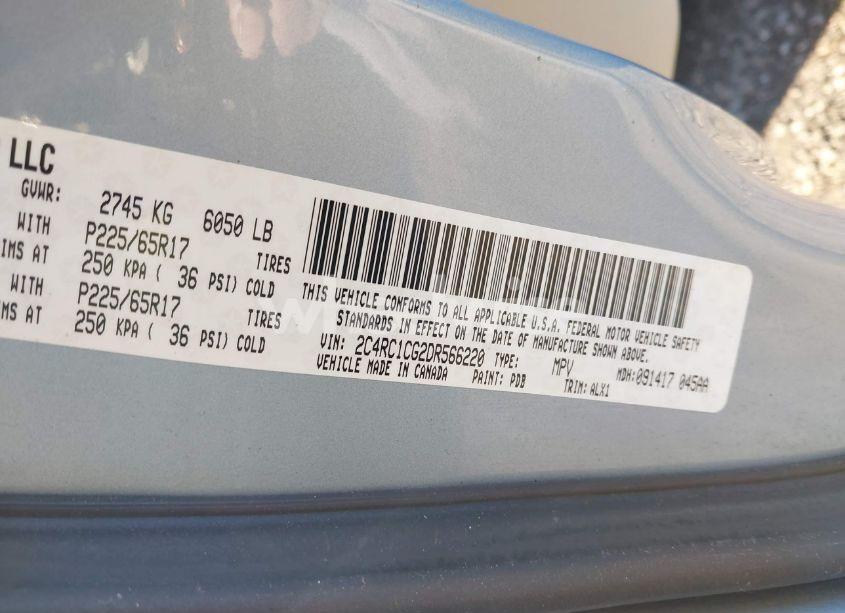 LLC
GVWR: 2745 KG 6050 LB
WITH P225/65R17 TIRES
IMS AT 250 KPA ( 36 PSI) COLD
WITH P225/65R17 TIRES
IMS AT 250 KPA ( 36 PSI) COLD
THIS VEHICLE CONFORMS TO ALL APPLICABLE U.S.A. FEDERAL MOTOR VEHICLE SAFETY
STANDARDS IN EFFECT ON THE DATE OF MANUFACTURE SHOWN ABOVE.
VIN: 2C4RC1CG2DR566220 TYPE: MPV MDH:091417 045AA
VEHICLE MADE IN CANADA PAINT: PDB TRIM: ALX1